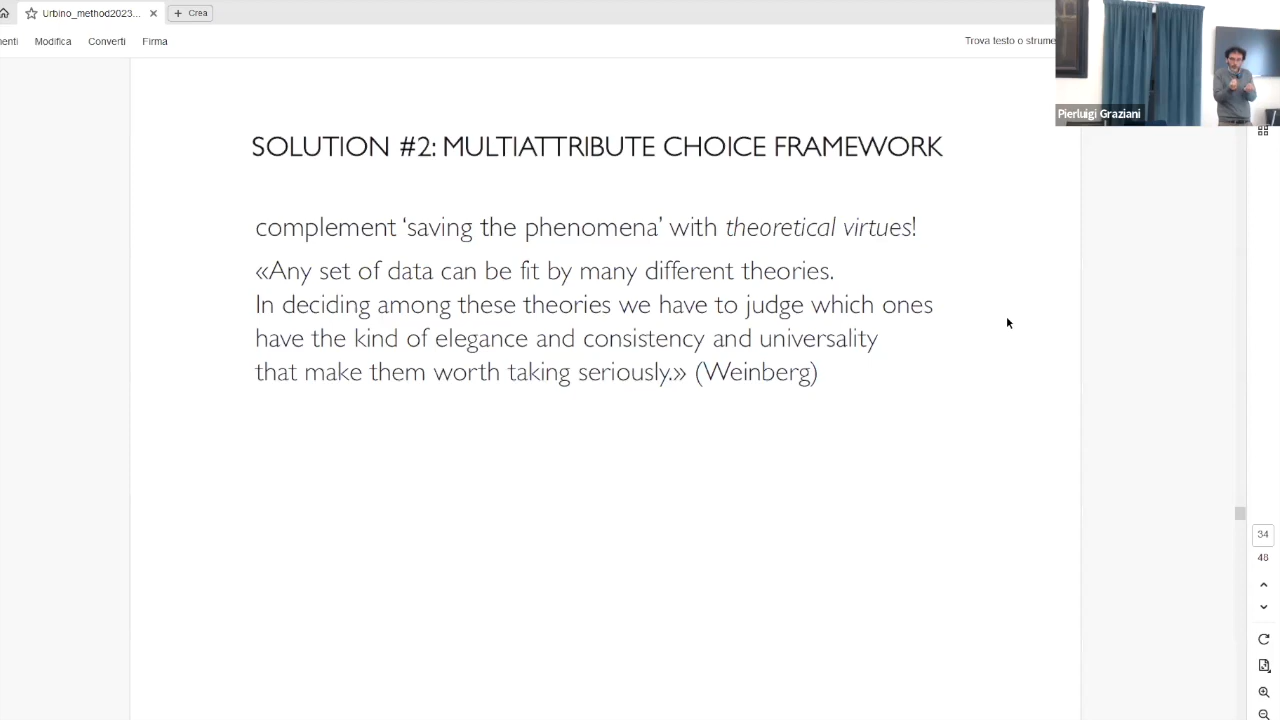 Urbino_method2023...
Crea
enti
Modifica
Converti
Firma
Trova testo o strume
Pierluigi Graziani
SOLUTION #2: MULTIATTRIBUTE CHOICE FRAMEWORK
complement ‘saving the phenomena’ with theoretical virtues!
«Any set of data can be fit by many different theories.
In deciding among these theories we have to judge which ones
have the kind of elegance and consistency and universality
that make them worth taking seriously.» (Weinberg)
34
48